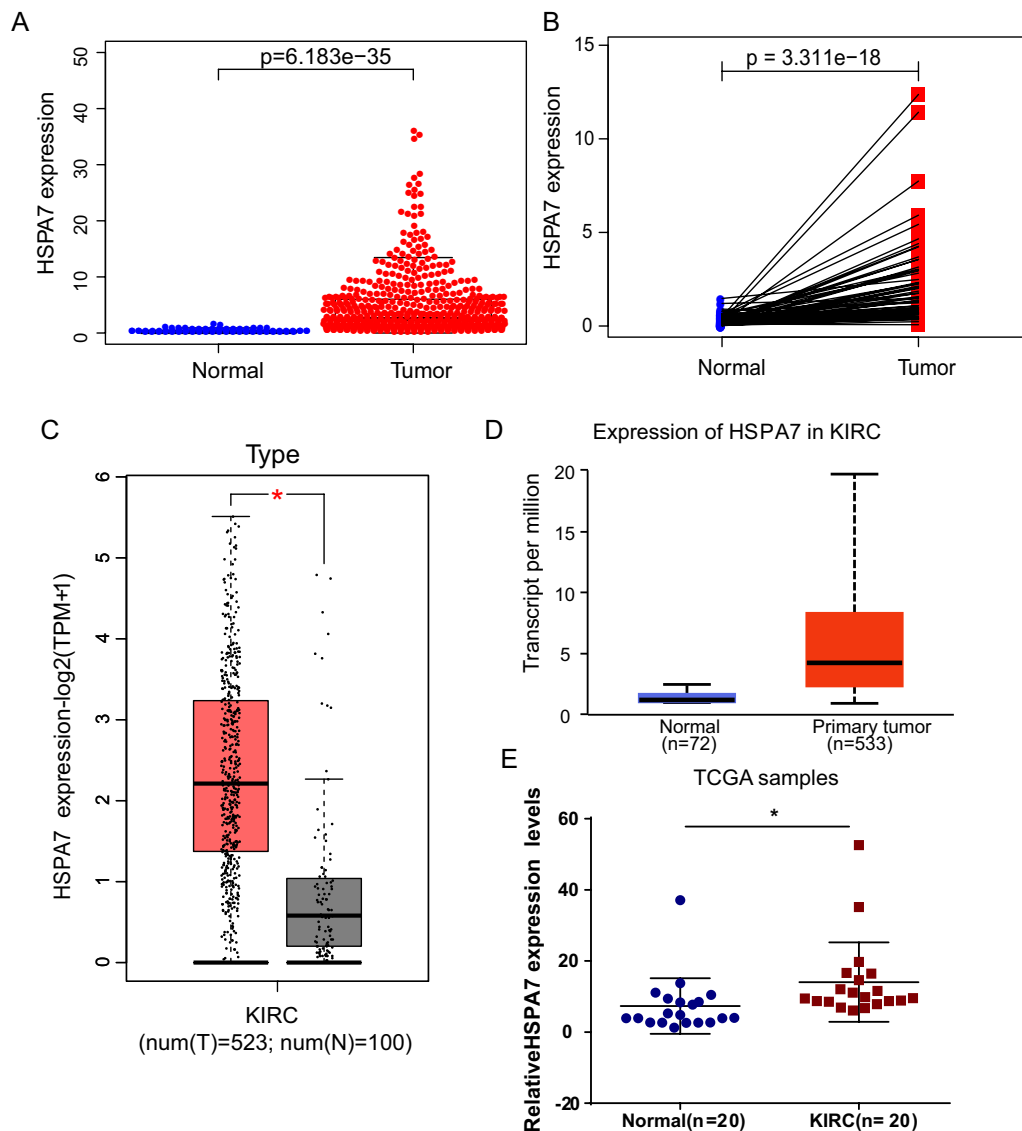 A
p=6.183e−35
HSPA7 expression
50
40
30
20
10
0
Normal
Tumor
B
p = 3.311e−18
HSPA7 expression
15
10
5
0
Normal
Tumor
C
Type
*
HSPA7 expression-log2(TPM+1)
6
5
4
3
2
1
0
KIRC
(num(T)=523; num(N)=100)
D
Expression of HSPA7 in KIRC
Transcript per million
20
15
10
5
0
Normal
(n=72)
Primary tumor
(n=533)
TCGA samples
E
*
RelativeHSPA7 expression levels
60
40
20
0
-20
Normal(n=20)
KIRC(n= 20)